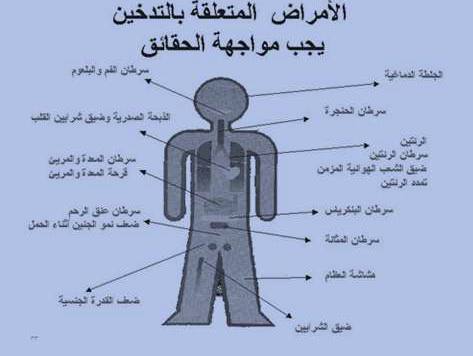 الأمراض المتعلقة بالتدخين
يجب مواجهة الحقائق
الجلطة الدماغية
سرطان الفم والبلعوم
سرطان الحنجرة
الذبحة الصدرية وضيق شرايين القلب
الرئتين
سرطان الرئتين
ضيق الشعب الهوائية المزمن
تمدد الرئتين
سرطان المعدة والمريئ
قرحة المعدة والمريئ
سرطان البنكرياس
سرطان عنق الرحم
ضعف نمو الجنين أثناء الحمل
سرطان المثانة
هشاشة العظام
ضعف القدرة الجنسية
ضيق الشرايين